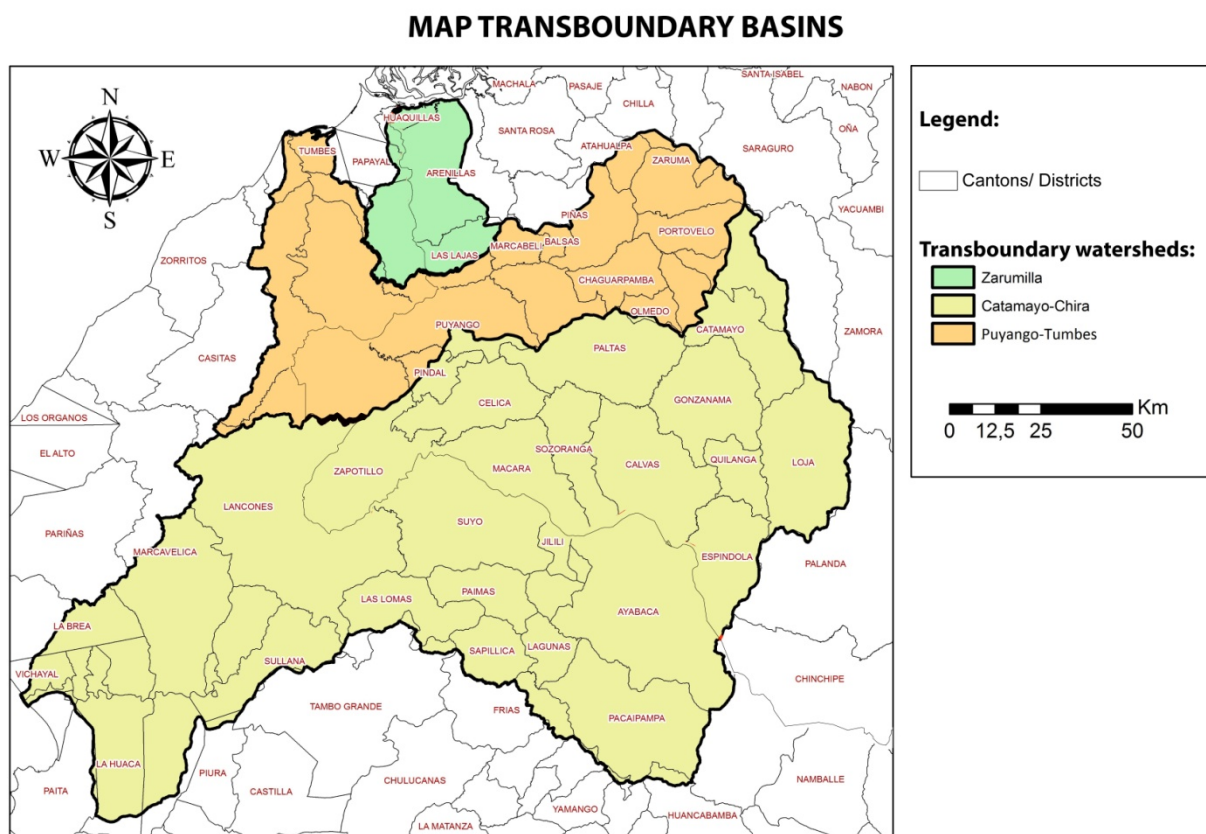 MAP TRANSBOUNDARY BASINS
N
W E
S
MACHALA
PASAJE
SANTA ISABEL
NABON
CHILLA
HUAQUILLAS
SANTA ROSA
OÑA
TUMBES
PAPAYAL
ATAHUALPA
ZARUMA
SARAGURO
ARENILLAS
YACUAMBI
PIÑAS
PORTOVELO
MARCABELI
BALSAS
LAS LAJAS
ZORRITOS
CHAGUARPAMBA
OLMEDO
PUYANGO
CATAMAYO
ZAMORA
PALTAS
CASITAS
PINDAL
CELICA
GONZANAMA
LOS ORGANOS
EL ALTO
SOZORANGA
ZAPOTILLO
MACARA
CALVAS
QUILANGA
LOJA
LANCONES
SUYO
PARIÑAS
JILILI
MARCAVELICA
ESPINDOLA
PALANDA
LAS LOMAS
PAIMAS
AYABACA
LA BREA
SAPILLICA
LAGUNAS
SULLANA
VICHAYAL
CHINCHIPE
TAMBO GRANDE
FRIAS
PACAIPAMPA
LA HUACA
PIURA
CHULUCANAS
NAMBALLE
PAITA
CASTILLA
YAMANGO
HUANCABAMBA
LA MATANZA
Legend:
Cantons/ Districts
Transboundary watersheds:
Zarumilla
Catamayo-Chira
Puyango-Tumbes
Km
0 12,5 25 50